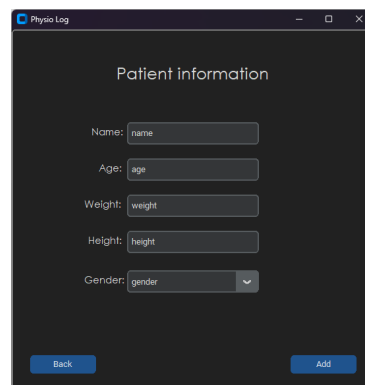 Physio Log
Patient information
Name: name
Age: age
Weight: weight
Height: height
Gender: gender
Back Add